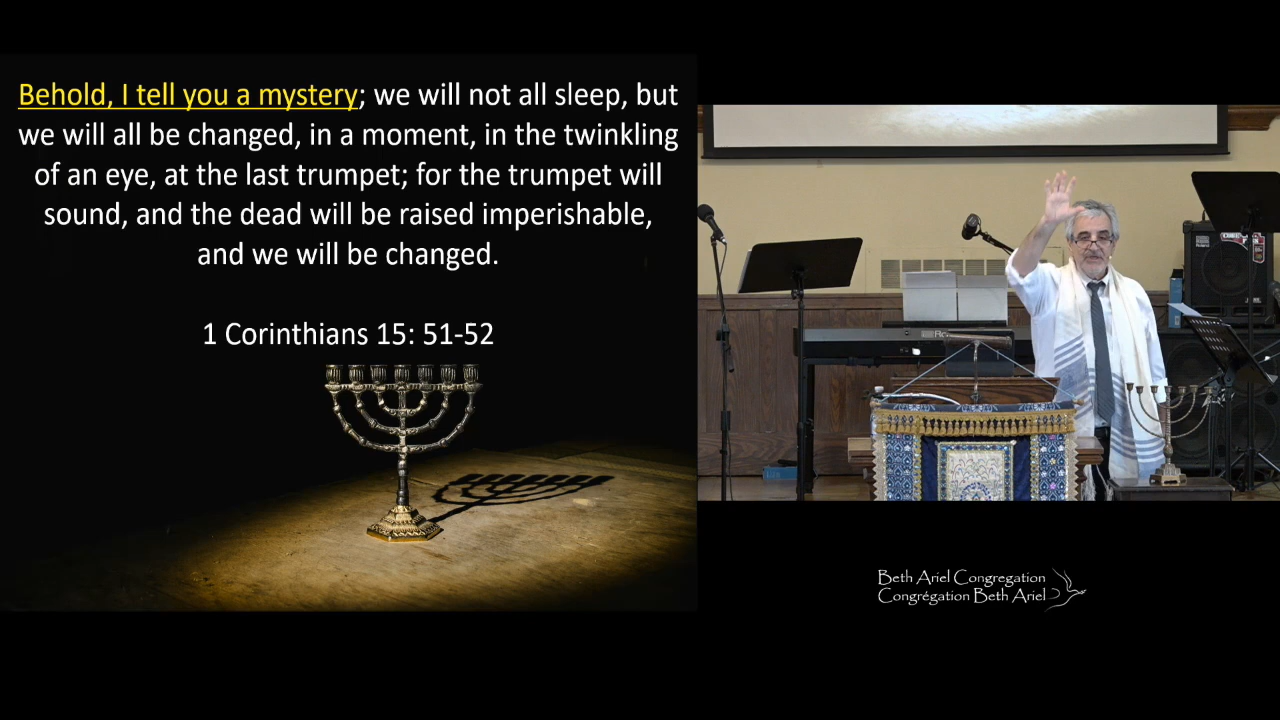 Behold, I tell you a mystery; we will not all sleep, but
we will all be changed, in a moment, in the twinkling
of an eye, at the last trumpet; for the trumpet will
sound, and the dead will be raised imperishable,
and we will be changed.
1 Corinthians 15: 51-52
Beth Ariel Congregation
Congrégation Beth Ariel